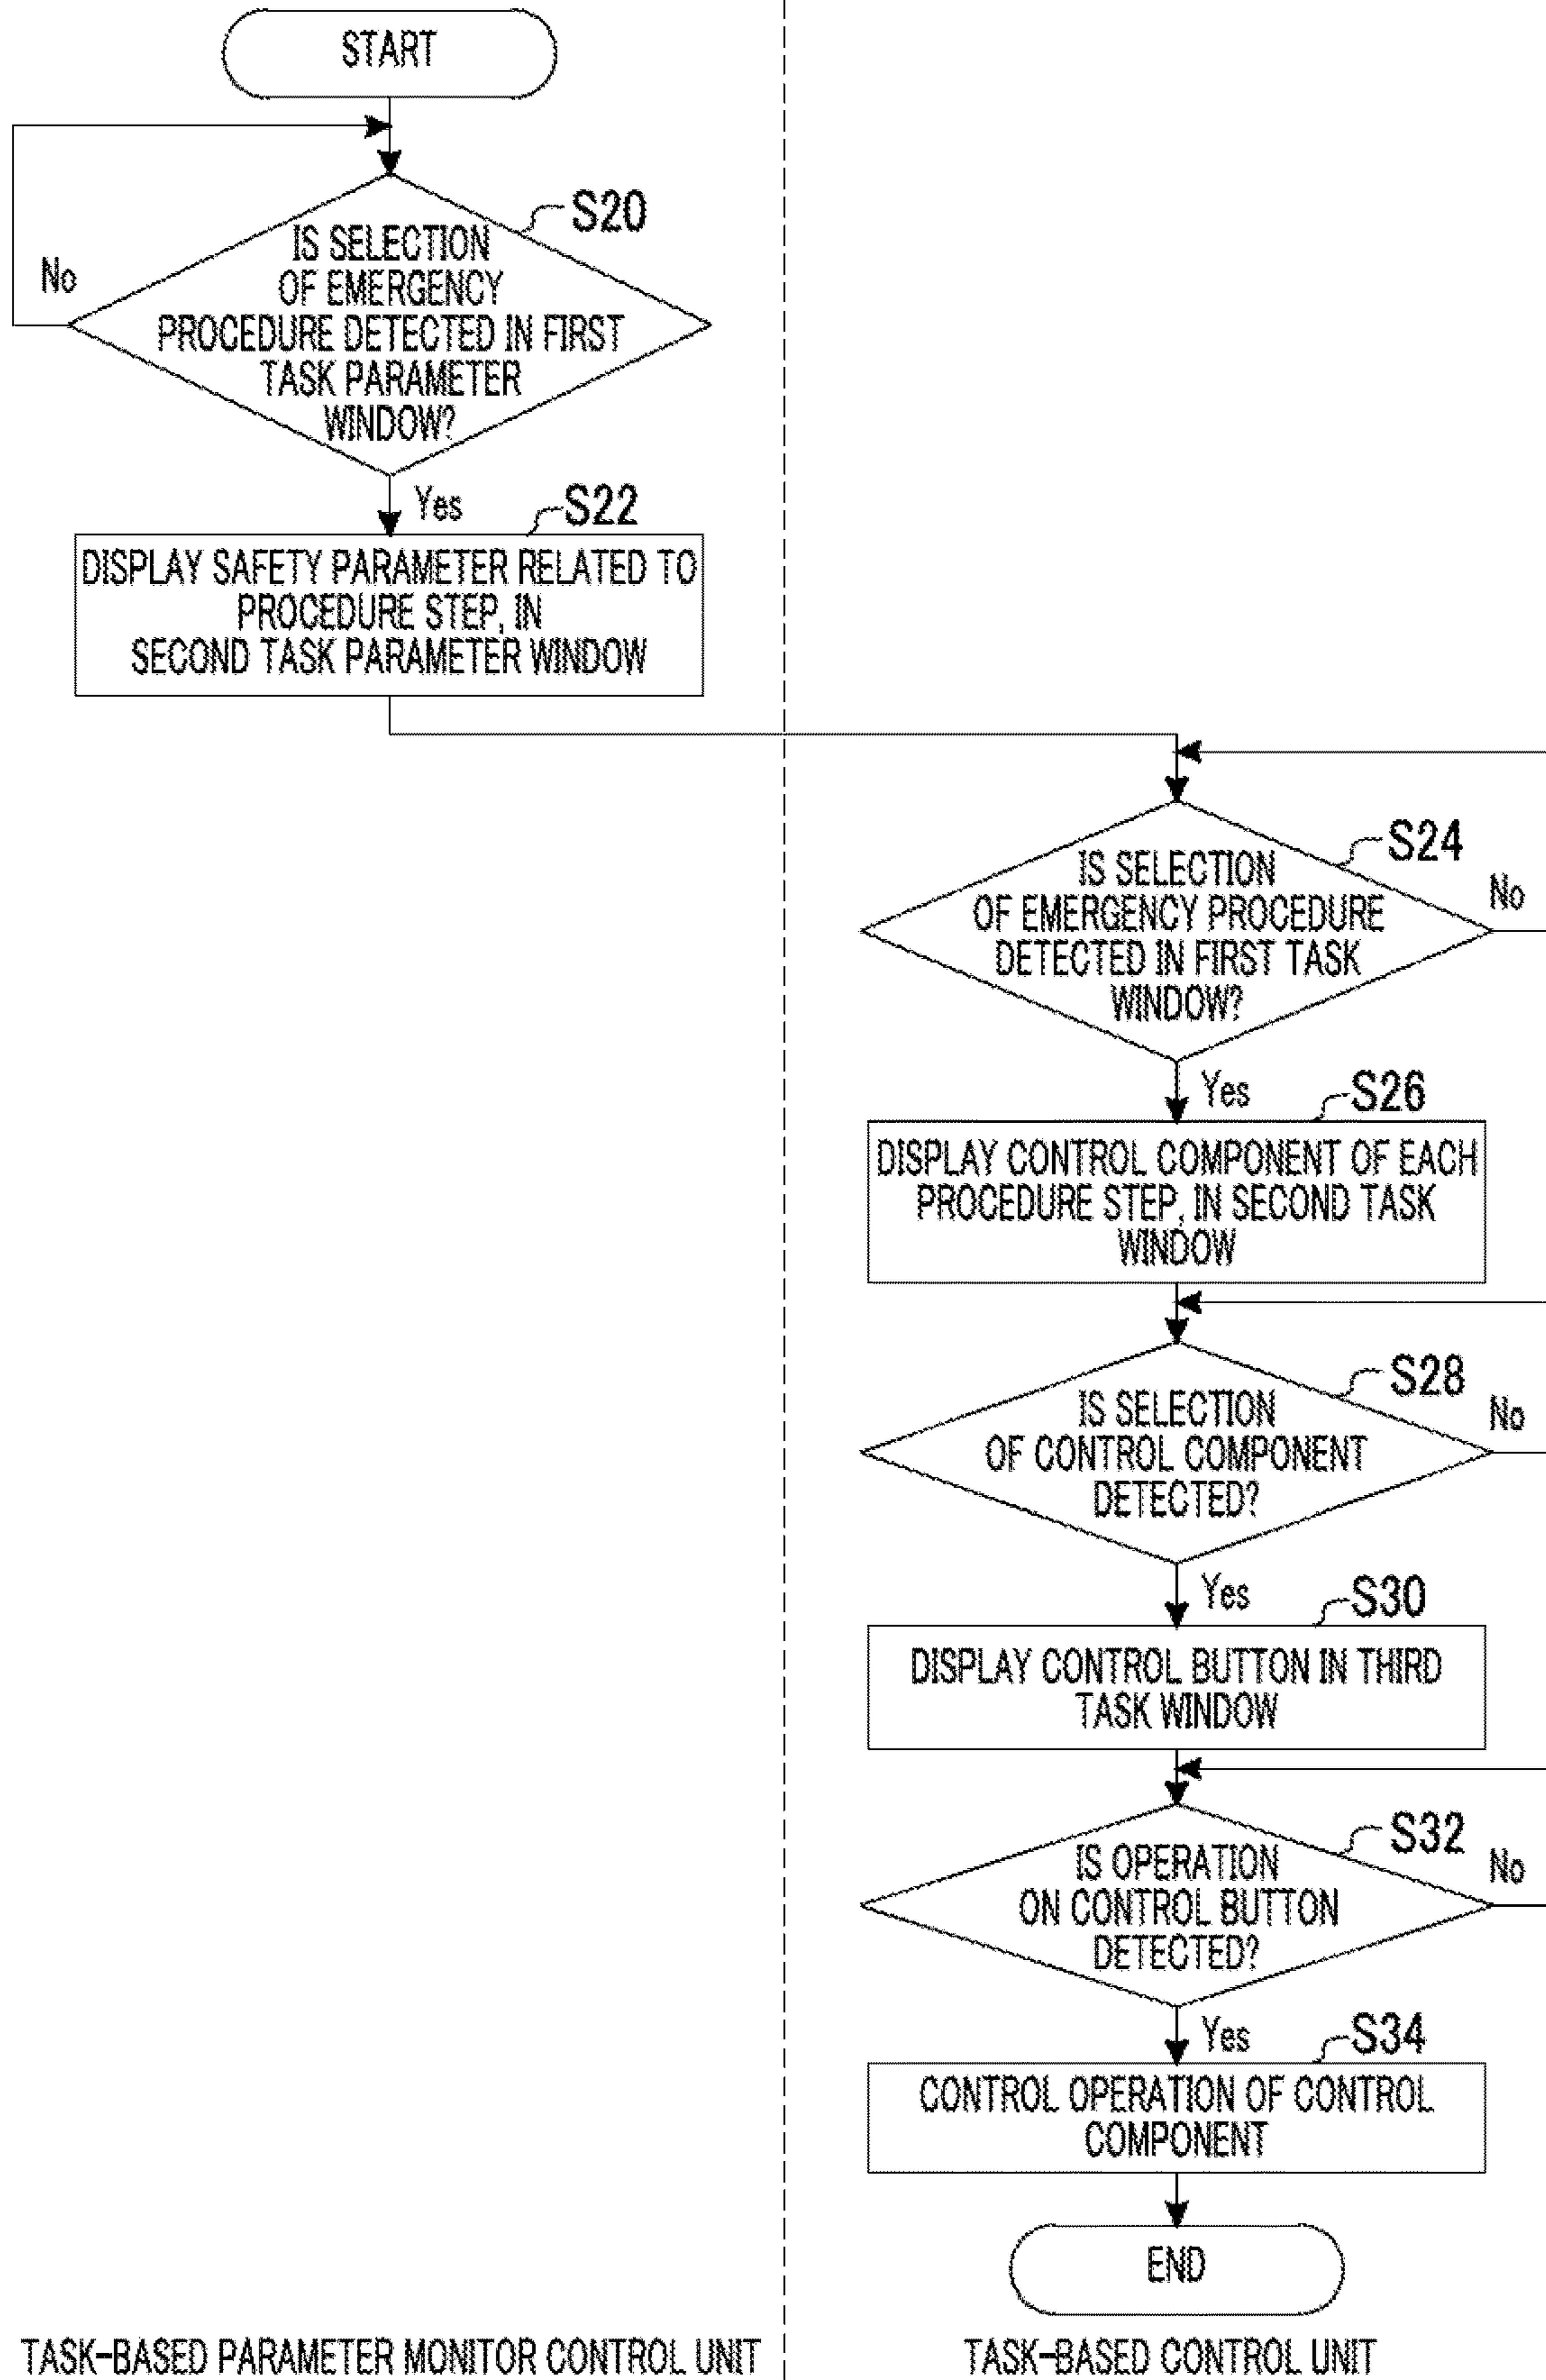 START
S20
IS SELECTION
OF EMERGENCY
PROCEDURE DETECTED IN FIRST
TASK PARAMETER
WINDOW?
No
Yes
S22
DISPLAY SAFETY PARAMETER RELATED TO
PROCEDURE STEP, IN
SECOND TASK PARAMETER WINDOW
S24
IS SELECTION
OF EMERGENCY PROCEDURE
DETECTED IN FIRST TASK
WINDOW?
No
Yes
S26
DISPLAY CONTROL COMPONENT OF EACH
PROCEDURE STEP, IN SECOND TASK
WINDOW
S28
IS SELECTION
OF CONTROL COMPONENT
DETECTED?
No
Yes
S30
DISPLAY CONTROL BUTTON IN THIRD
TASK WINDOW
S32
IS OPERATION
ON CONTROL BUTTON
DETECTED?
No
Yes
S34
CONTROL OPERATION OF CONTROL
COMPONENT
END
TASK-BASED PARAMETER MONITOR CONTROL UNIT
TASK-BASED CONTROL UNIT